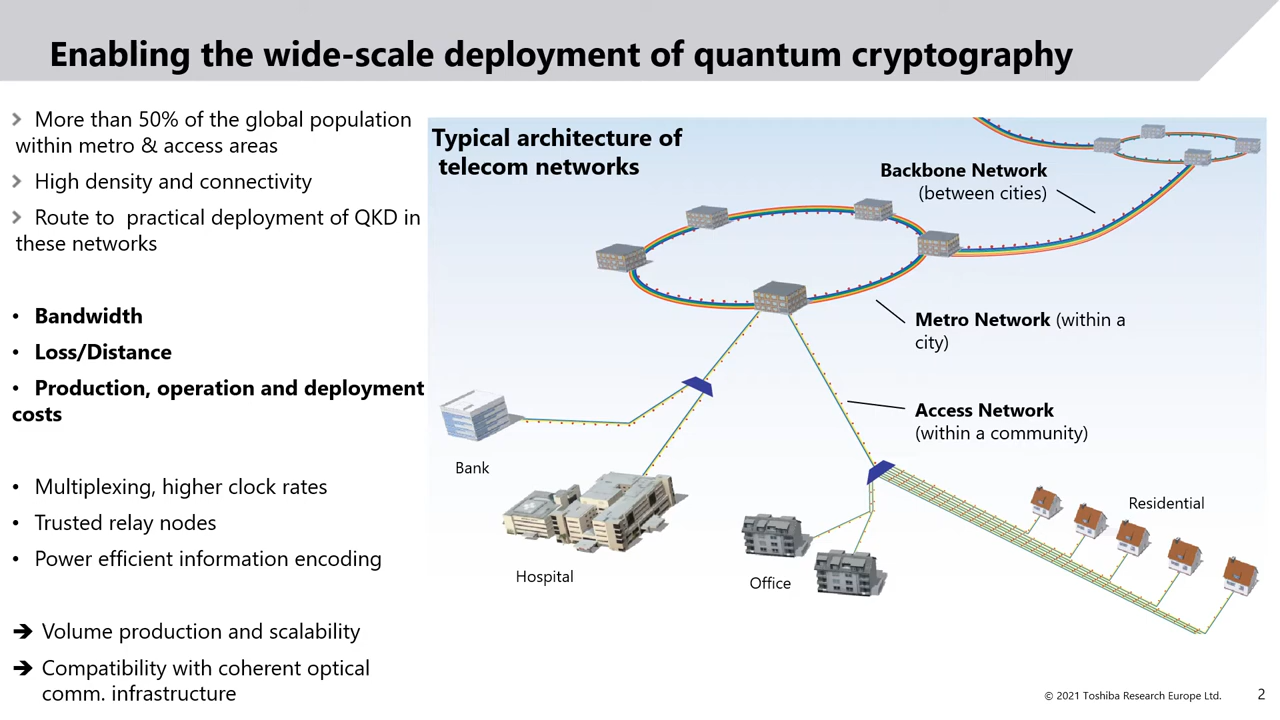 Enabling the wide-scale deployment of quantum cryptography
More than 50% of the global population
within metro & access areas
High density and connectivity
Route to practical deployment of QKD in
these networks
• Bandwidth
• Loss/Distance
• Production, operation and deployment
costs
• Multiplexing, higher clock rates
• Trusted relay nodes
• Power efficient information encoding
➔ Volume production and scalability
➔ Compatibility with coherent optical
comm. infrastructure
Typical architecture of
telecom networks
Backbone Network
(between cities)
Metro Network (within a
city)
Access Network
(within a community)
Bank
Hospital
Office
Residential
© 2021 Toshiba Research Europe Ltd.
2